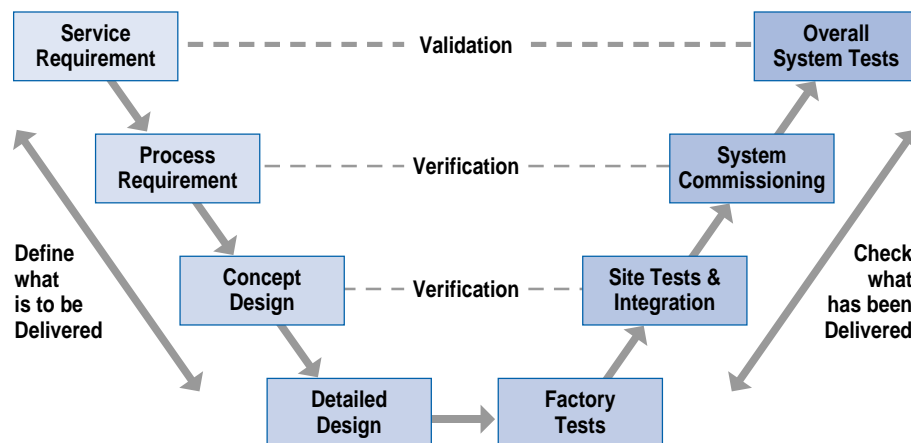 Service
Requirement
Validation
Overall
System Tests
Process
Requirement
Verification
System
Commissioning
Define
what
is to be
Delivered
Concept
Design
Verification
Site Tests &
Integration
Check
what
has been
Delivered
Detailed
Design
Factory
Tests